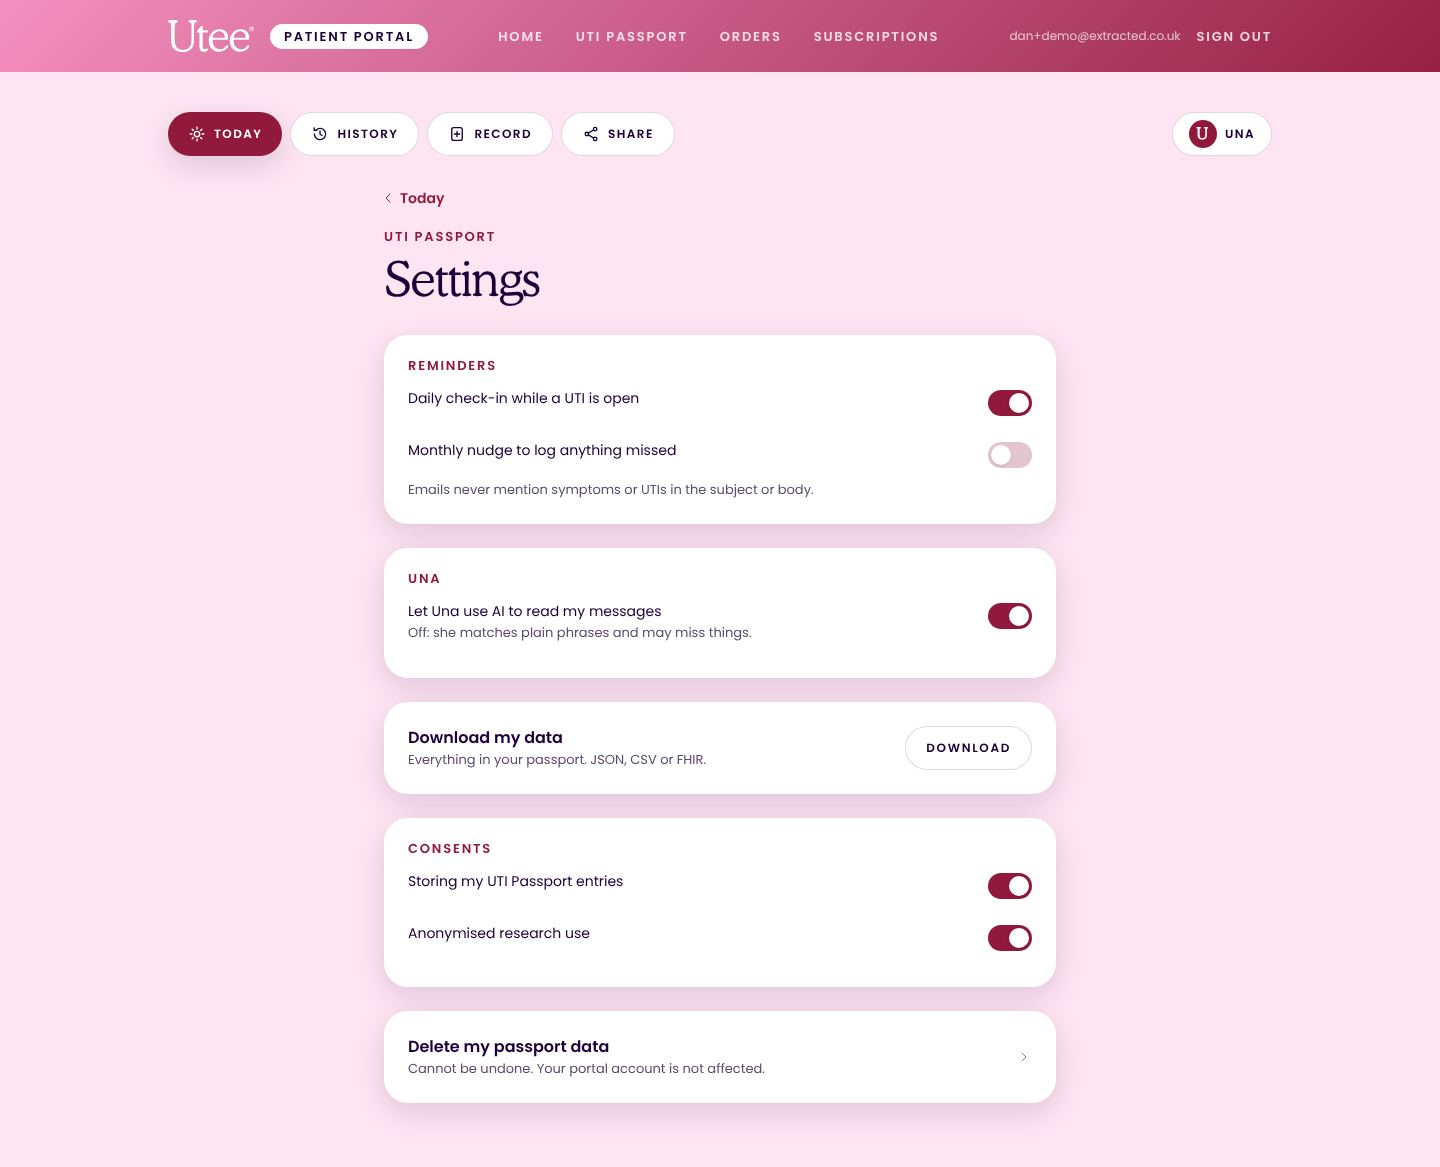 Utee®
PATIENT PORTAL
HOME
UTI PASSPORT
ORDERS
SUBSCRIPTIONS
dan+demo@extracted.co.uk
SIGN OUT
TODAY
HISTORY
RECORD
SHARE
U
UNA
Today
UTI PASSPORT
Settings
REMINDERS
Daily check-in while a UTI is open
Monthly nudge to log anything missed
Emails never mention symptoms or UTIs in the subject or body.
UNA
Let Una use AI to read my messages
Off: she matches plain phrases and may miss things.
Download my data
Everything in your passport. JSON, CSV or FHIR.
DOWNLOAD
CONSENTS
Storing my UTI Passport entries
Anonymised research use
Delete my passport data
Cannot be undone. Your portal account is not affected.